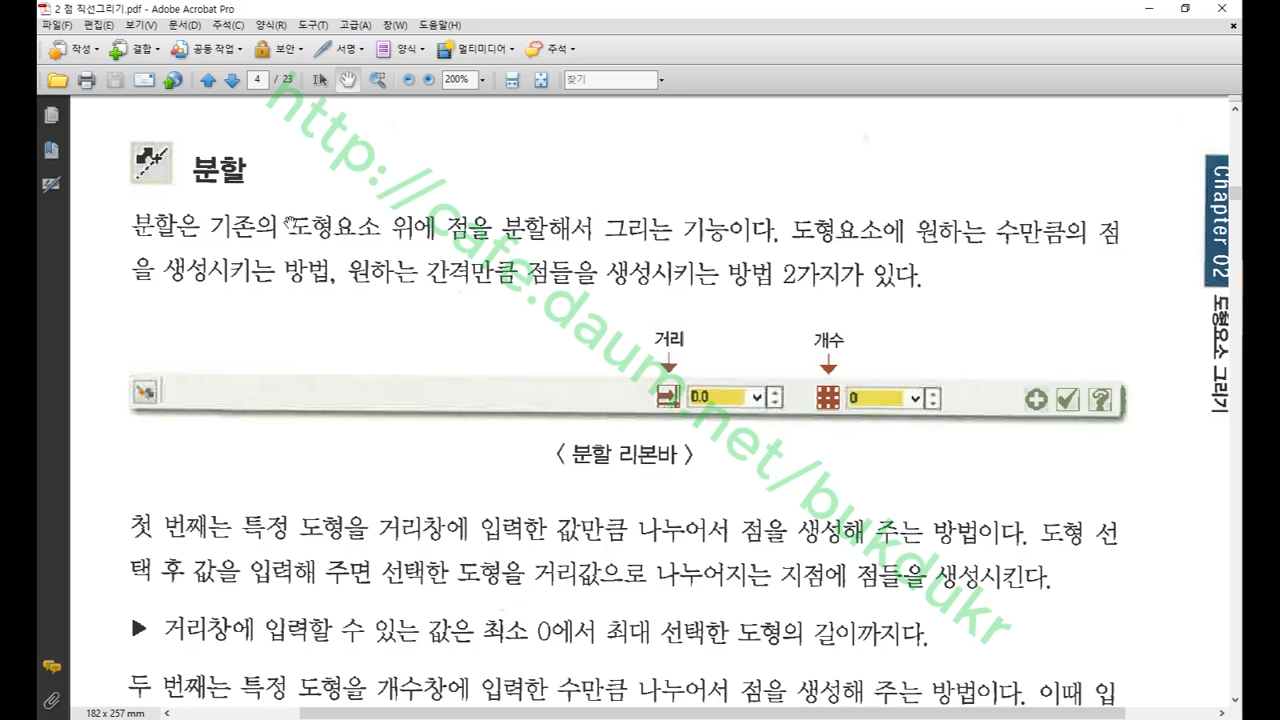 2 점 직선그리기.pdf - Adobe Acrobat Pro
파일(F) 편집(E) 보기(V) 문서(D) 주석(C) 양식(R) 도구(T) 고급(A) 창(W) 도움말(H)
작성 결합 공동 작업 보안 서명 양식 멀티미디어 주석
4 / 23 200% 찾기
분할
분할은 기존의 도형요소 위에 점을 분할해서 그리는 기능이다. 도형요소에 원하는 수만큼의 점
을 생성시키는 방법, 원하는 간격만큼 점들을 생성시키는 방법 2가지가 있다.
거리 개수
0.0 0
〈 분할 리본바 〉
첫 번째는 특정 도형을 거리창에 입력한 값만큼 나누어서 점을 생성해 주는 방법이다. 도형 선
택 후 값을 입력해 주면 선택한 도형을 거리값으로 나누어지는 지점에 점들을 생성시킨다.
▶ 거리창에 입력할 수 있는 값은 최소 0에서 최대 선택한 도형의 길이까지다.
두 번째는 특정 도형을 개수창에 입력한 수만큼 나누어서 점을 생성해 주는 방법이다. 이때 입
Chapter 02 도형요소 그리기
http://cafe.daum.net/bukdukr
182 x 257 mm